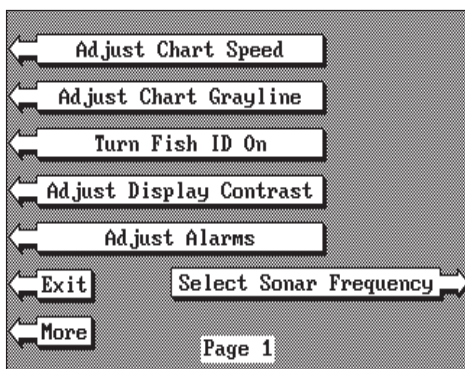 Adjust Chart Speed
Adjust Chart Grayline
Turn Fish ID On
Adjust Display Contrast
Adjust Alarms
Exit
Select Sonar Frequency
More
Page 1